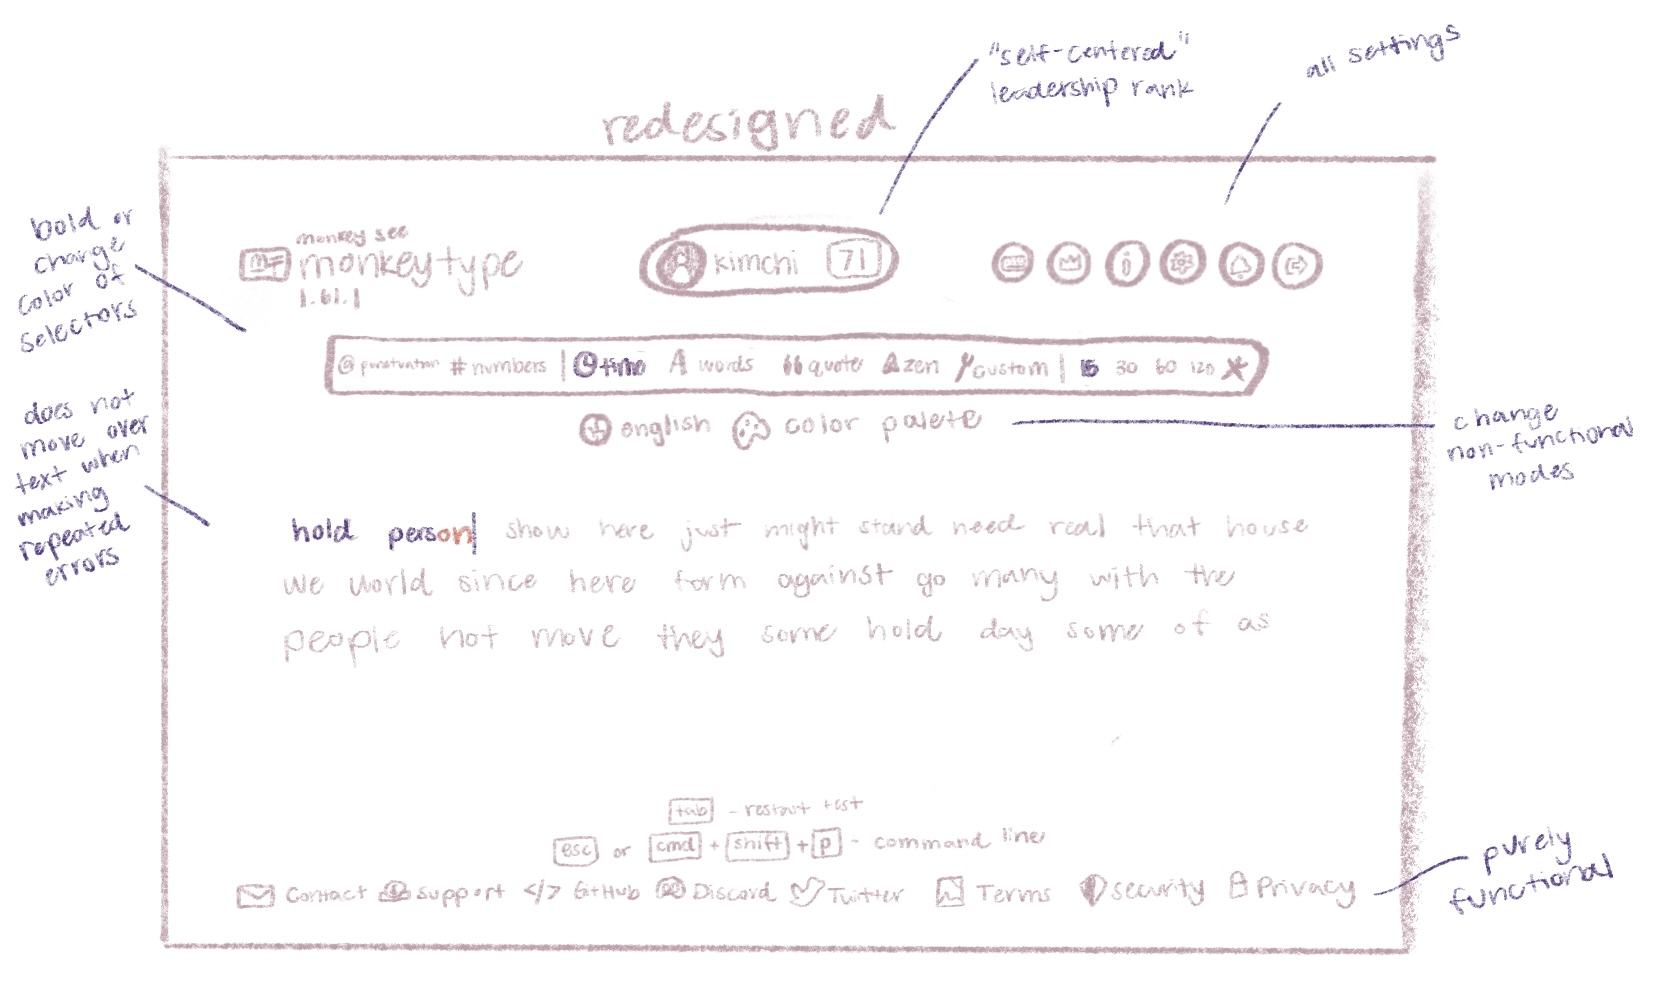 "self-centered"
leadership rank
all settings
redesigned
bold or
change
color of
selectors
monkey see
monkeytype
1.61.1
kimchi 71
@ punctuation # numbers | time A words quote zen custom | 15 30 60 120
english color palete
change
non-functional
modes
does not
move over
text when
making
repeated
errors
hold person| show here just might stand need real that house
we world since here form against go many with the
people not move they some hold day some of as
tab - restart test
esc or cmd + shift + p - command line
Contact support </> GitHub Discord Twitter Terms security Privacy
purely
functional